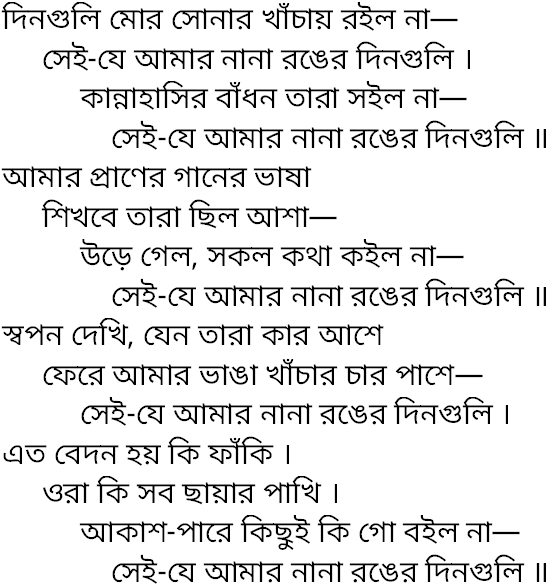 দিনগুলি মোর সোনার খাঁচায় রইল না—
সেই-যে আমার নানা রঙের দিনগুলি ।
কান্নাহাসির বাঁধন তারা সইল না—
সেই-যে আমার নানা রঙের দিনগুলি ॥
আমার প্রাণের গানের ভাষা
শিখবে তারা ছিল আশা—
উড়ে গেল, সকল কথা কইল না—
সেই-যে আমার নানা রঙের দিনগুলি ॥
স্বপন দেখি, যেন তারা কার আশে
ফেরে আমার ভাঙা খাঁচার চার পাশে—
সেই-যে আমার নানা রঙের দিনগুলি ।
এত বেদন হয় কি ফাঁকি ।
ওরা কি সব ছায়ার পাখি ।
আকাশ-পারে কিছুই কি গো বইল না—
সেই-যে আমার নানা রঙের দিনগুলি ॥